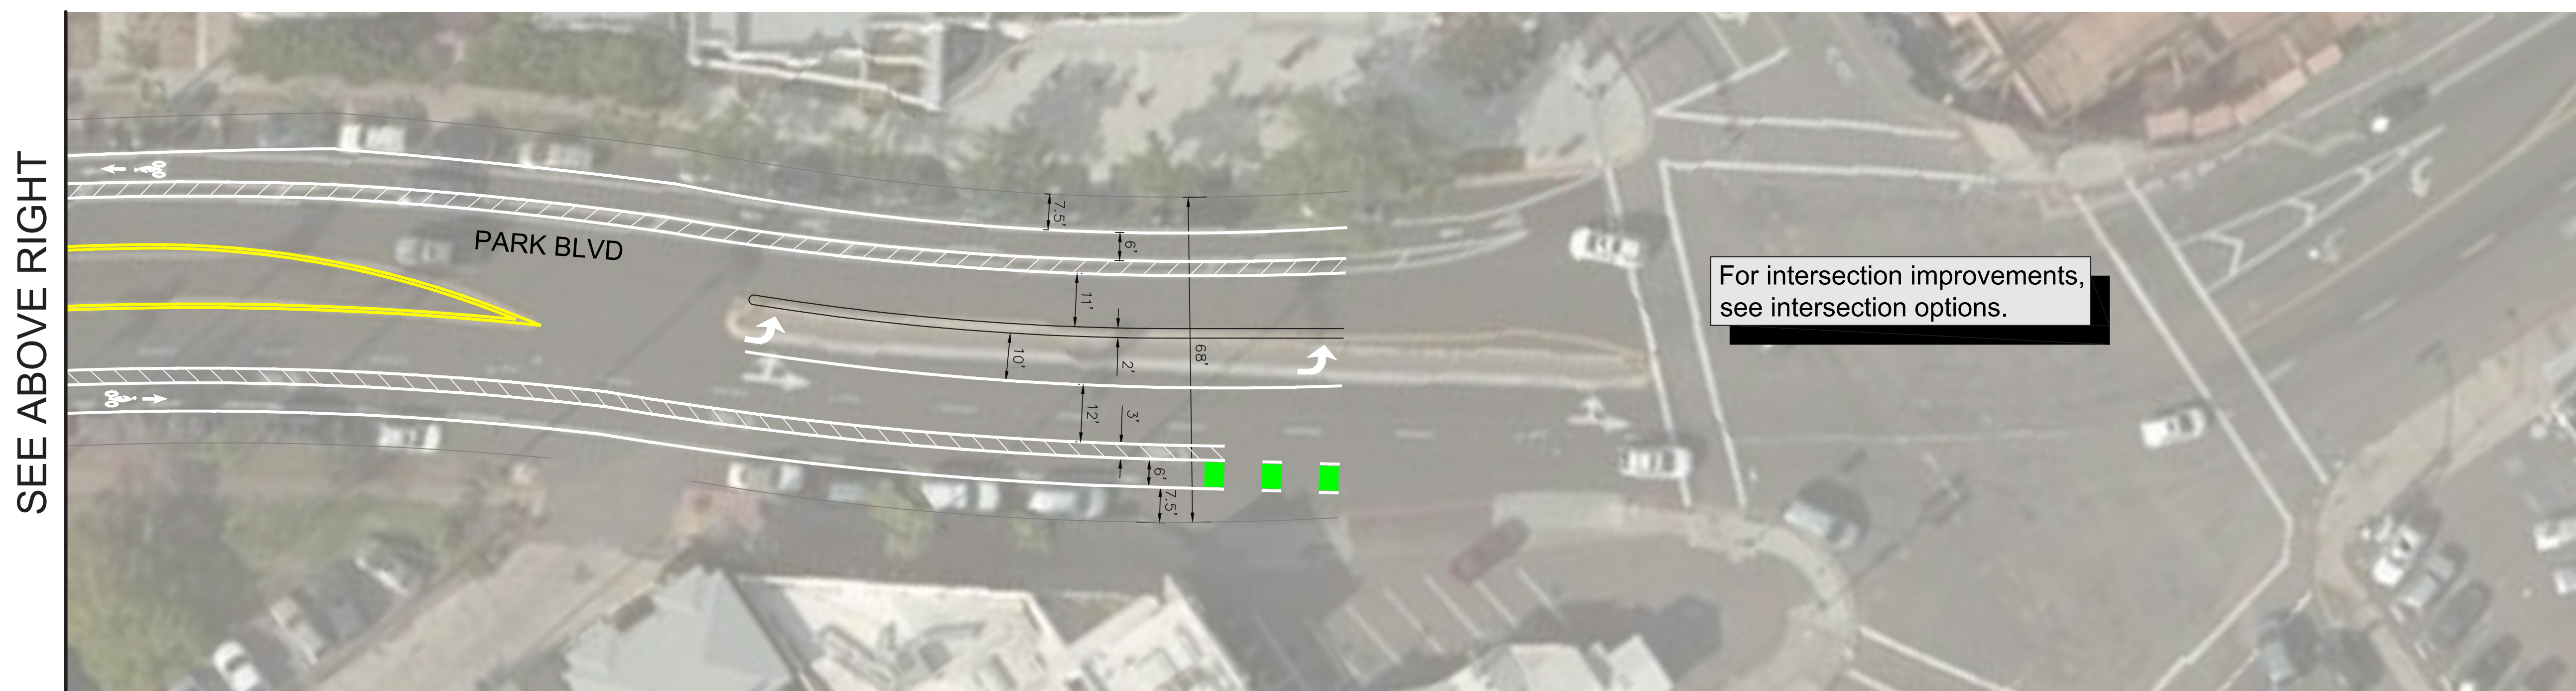 SEE ABOVE RIGHT
PARK BLVD
7.5'
6'
11'
68'
10'
2'
12'
3'
6'
7.5'
For intersection improvements,
see intersection options.